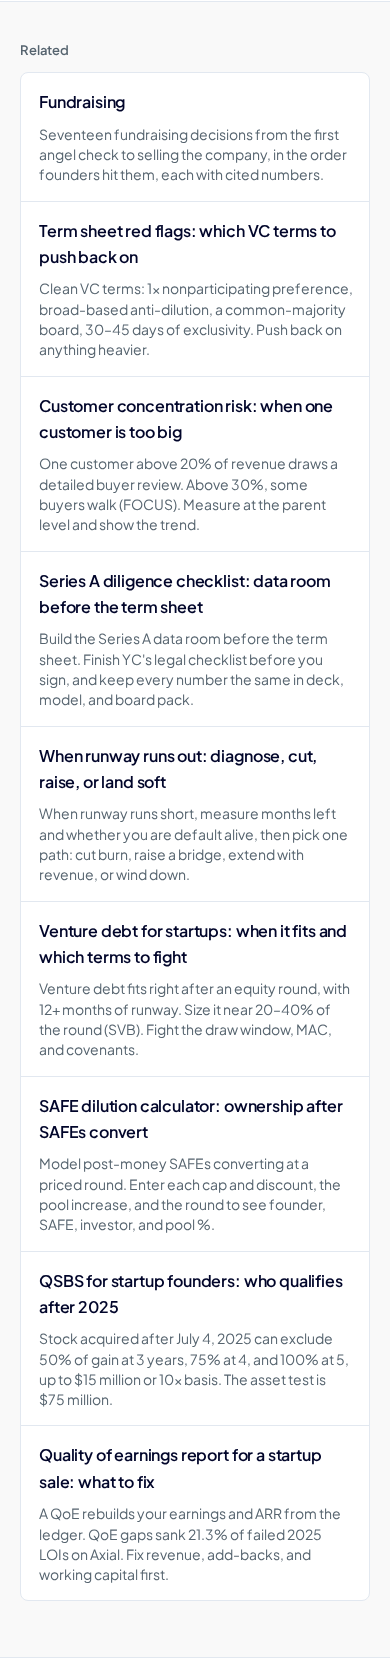 Related
Fundraising
Seventeen fundraising decisions from the first
angel check to selling the company, in the order
founders hit them, each with cited numbers.
Term sheet red flags: which VC terms to
push back on
Clean VC terms: 1× nonparticipating preference,
broad-based anti-dilution, a common-majority
board, 30–45 days of exclusivity. Push back on
anything heavier.
Customer concentration risk: when one
customer is too big
One customer above 20% of revenue draws a
detailed buyer review. Above 30%, some
buyers walk (FOCUS). Measure at the parent
level and show the trend.
Series A diligence checklist: data room
before the term sheet
Build the Series A data room before the term
sheet. Finish YC's legal checklist before you
sign, and keep every number the same in deck,
model, and board pack.
When runway runs out: diagnose, cut,
raise, or land soft
When runway runs short, measure months left
and whether you are default alive, then pick one
path: cut burn, raise a bridge, extend with
revenue, or wind down.
Venture debt for startups: when it fits and
which terms to fight
Venture debt fits right after an equity round, with
12+ months of runway. Size it near 20–40% of
the round (SVB). Fight the draw window, MAC,
and covenants.
SAFE dilution calculator: ownership after
SAFEs convert
Model post-money SAFEs converting at a
priced round. Enter each cap and discount, the
pool increase, and the round to see founder,
SAFE, investor, and pool %.
QSBS for startup founders: who qualifies
after 2025
Stock acquired after July 4, 2025 can exclude
50% of gain at 3 years, 75% at 4, and 100% at 5,
up to $15 million or 10× basis. The asset test is
$75 million.
Quality of earnings report for a startup
sale: what to fix
A QoE rebuilds your earnings and ARR from the
ledger. QoE gaps sank 21.3% of failed 2025
LOIs on Axial. Fix revenue, add-backs, and
working capital first.